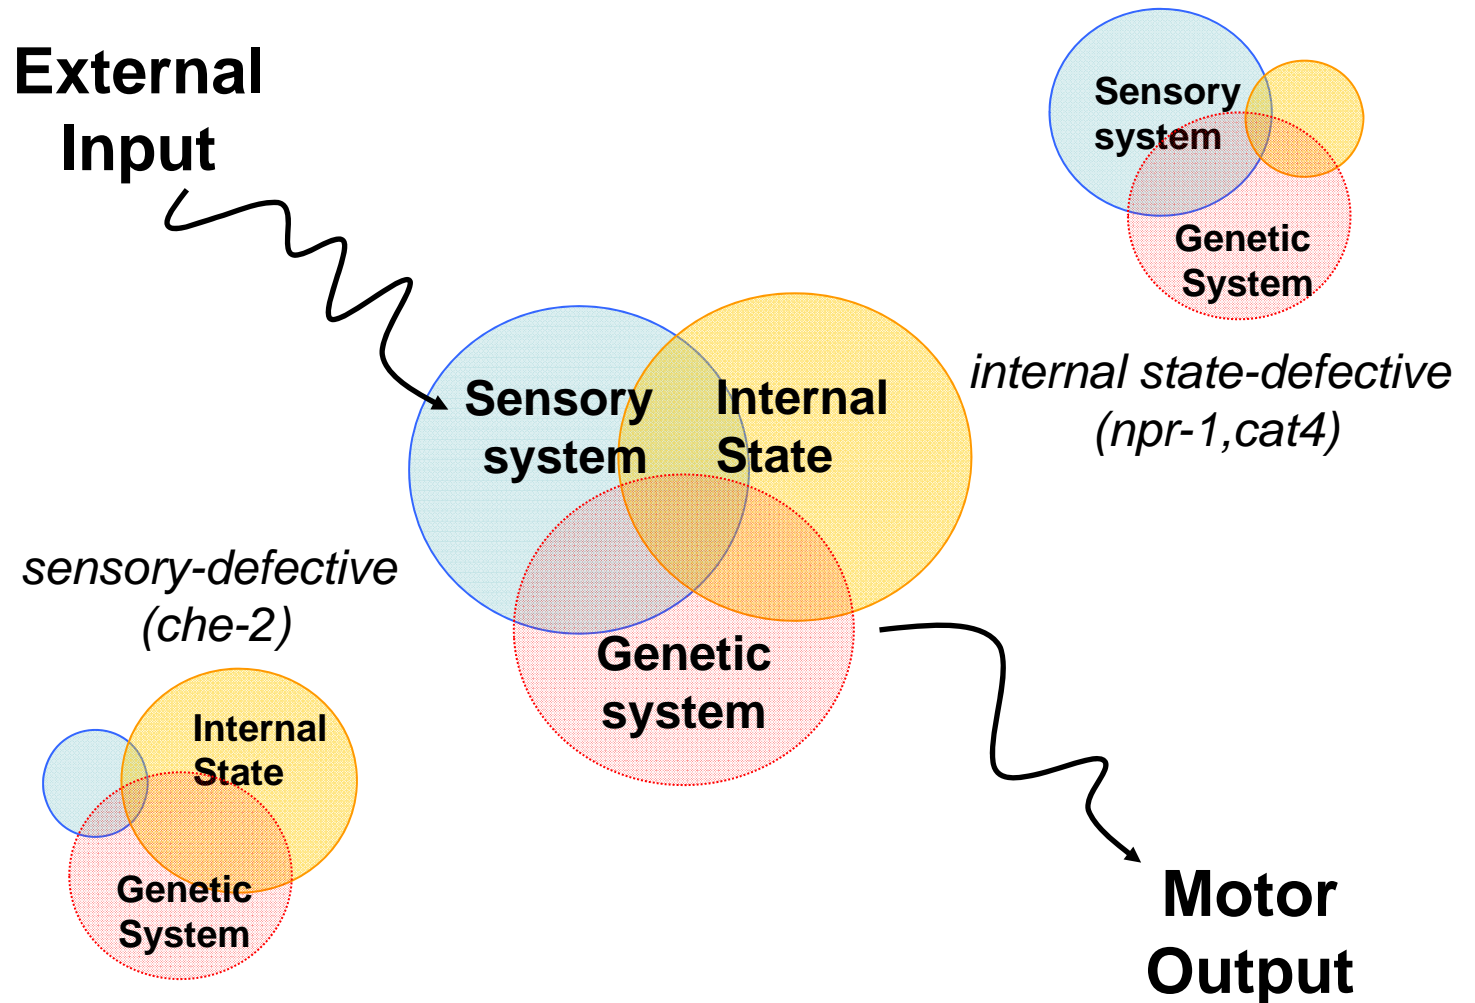 External
Input
Sensory
system
Genetic
System
internal state-defective
(npr-1,cat4)
Sensory
system
Internal
State
Genetic
system
sensory-defective
(che-2)
Internal
State
Genetic
System
Motor
Output